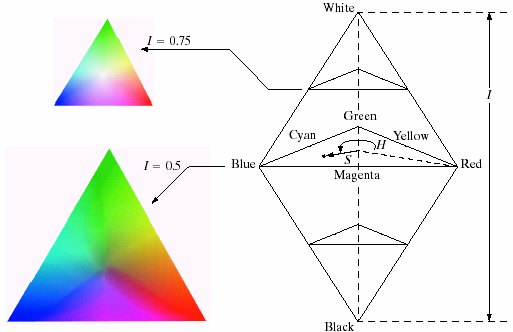 White
I = 0.75
I
Green
Cyan
Yellow
H
I = 0.5
Blue
S
Red
Magenta
Black